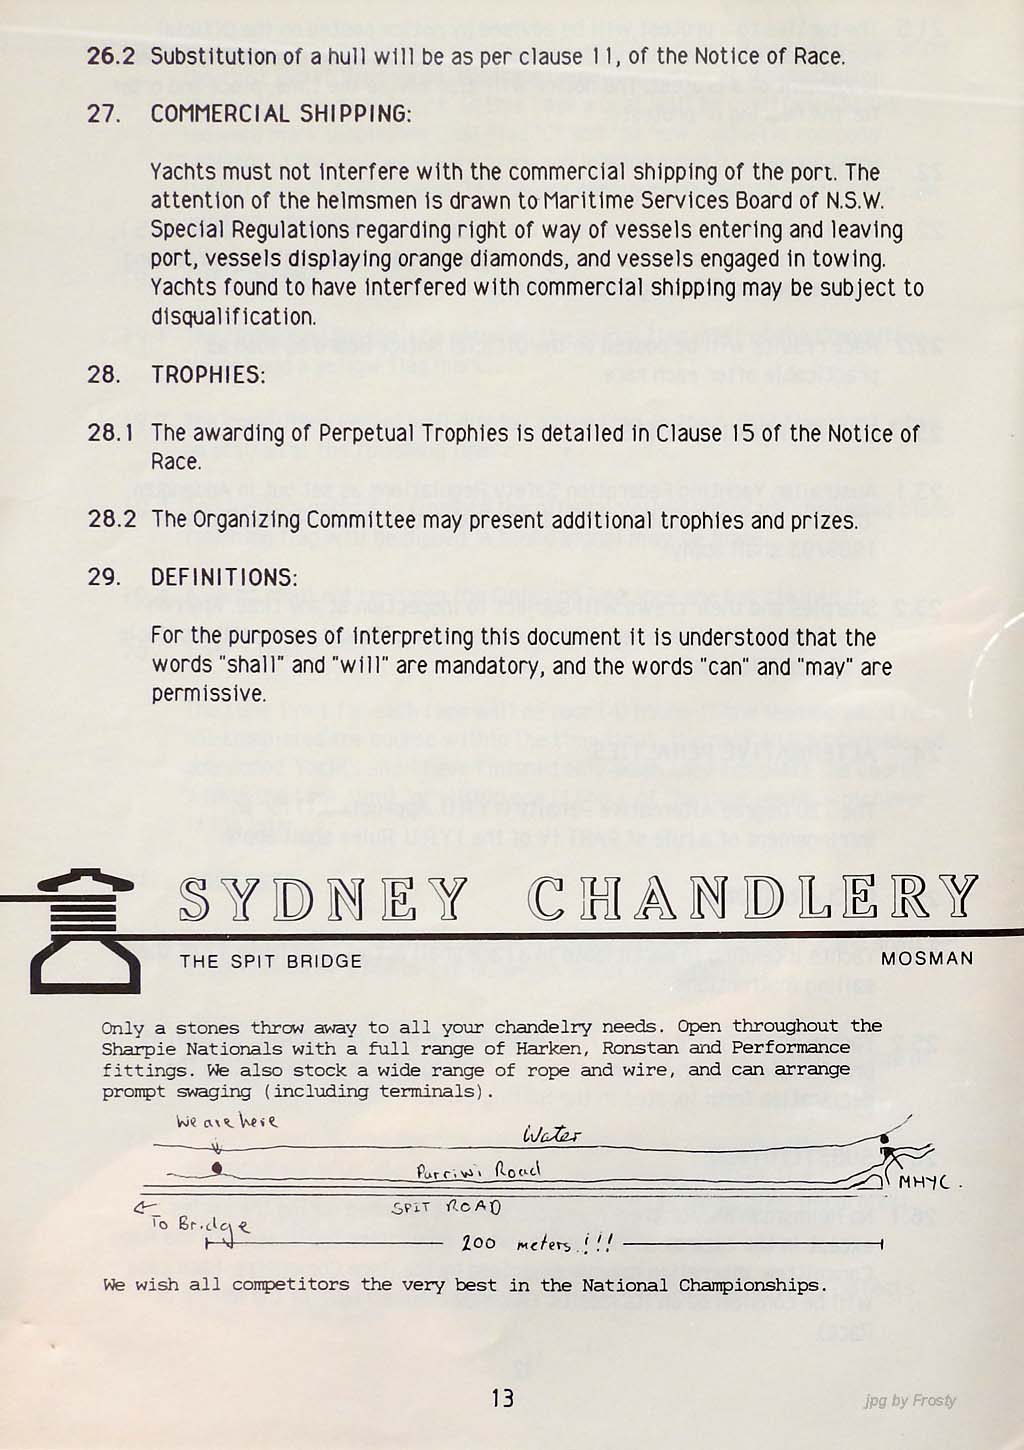 26.2 Substitution of a hull will be as per clause 11, of the Notice of Race.
27. COMMERCIAL SHIPPING:
Yachts must not interfere with the commercial shipping of the port. The
attention of the helmsmen is drawn to Maritime Services Board of N.S.W.
Special Regulations regarding right of way of vessels entering and leaving
port, vessels displaying orange diamonds, and vessels engaged in towing.
Yachts found to have interfered with commercial shipping may be subject to
disqualification.
28. TROPHIES:
28.1 The awarding of Perpetual Trophies is detailed in Clause 15 of the Notice of
Race.
28.2 The Organizing Committee may present additional trophies and prizes.
29. DEFINITIONS:
For the purposes of interpreting this document it is understood that the
words "shall" and "will" are mandatory, and the words "can" and "may" are
permissive.
SYDNEY CHANDLERY
THE SPIT BRIDGE MOSMAN
Only a stones throw away to all your chandelry needs. Open throughout the
Sharpie Nationals with a full range of Harken, Ronstan and Performance
fittings. We also stock a wide range of rope and wire, and can arrange
prompt swaging (including terminals).
We are here
Water
Parriwi Road
MHYC.
SPIT ROAD
To Bridge
200 meters.!!!
We wish all competitors the very best in the National Championships.
13
jpg by Frosty